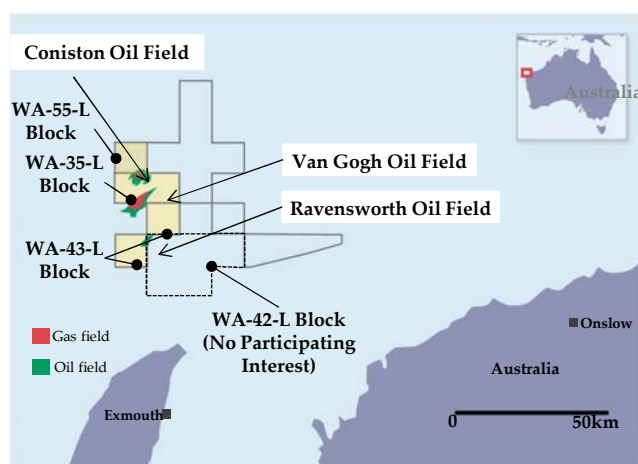 Coniston Oil Field
WA-55-L
Block
WA-35-L
Block
Van Gogh Oil Field
Ravensworth Oil Field
WA-43-L
Block
WA-42-L Block
(No Participating
Interest)
Gas field
Oil field
Exmouth
Onslow
Australia
0
50km
Australia